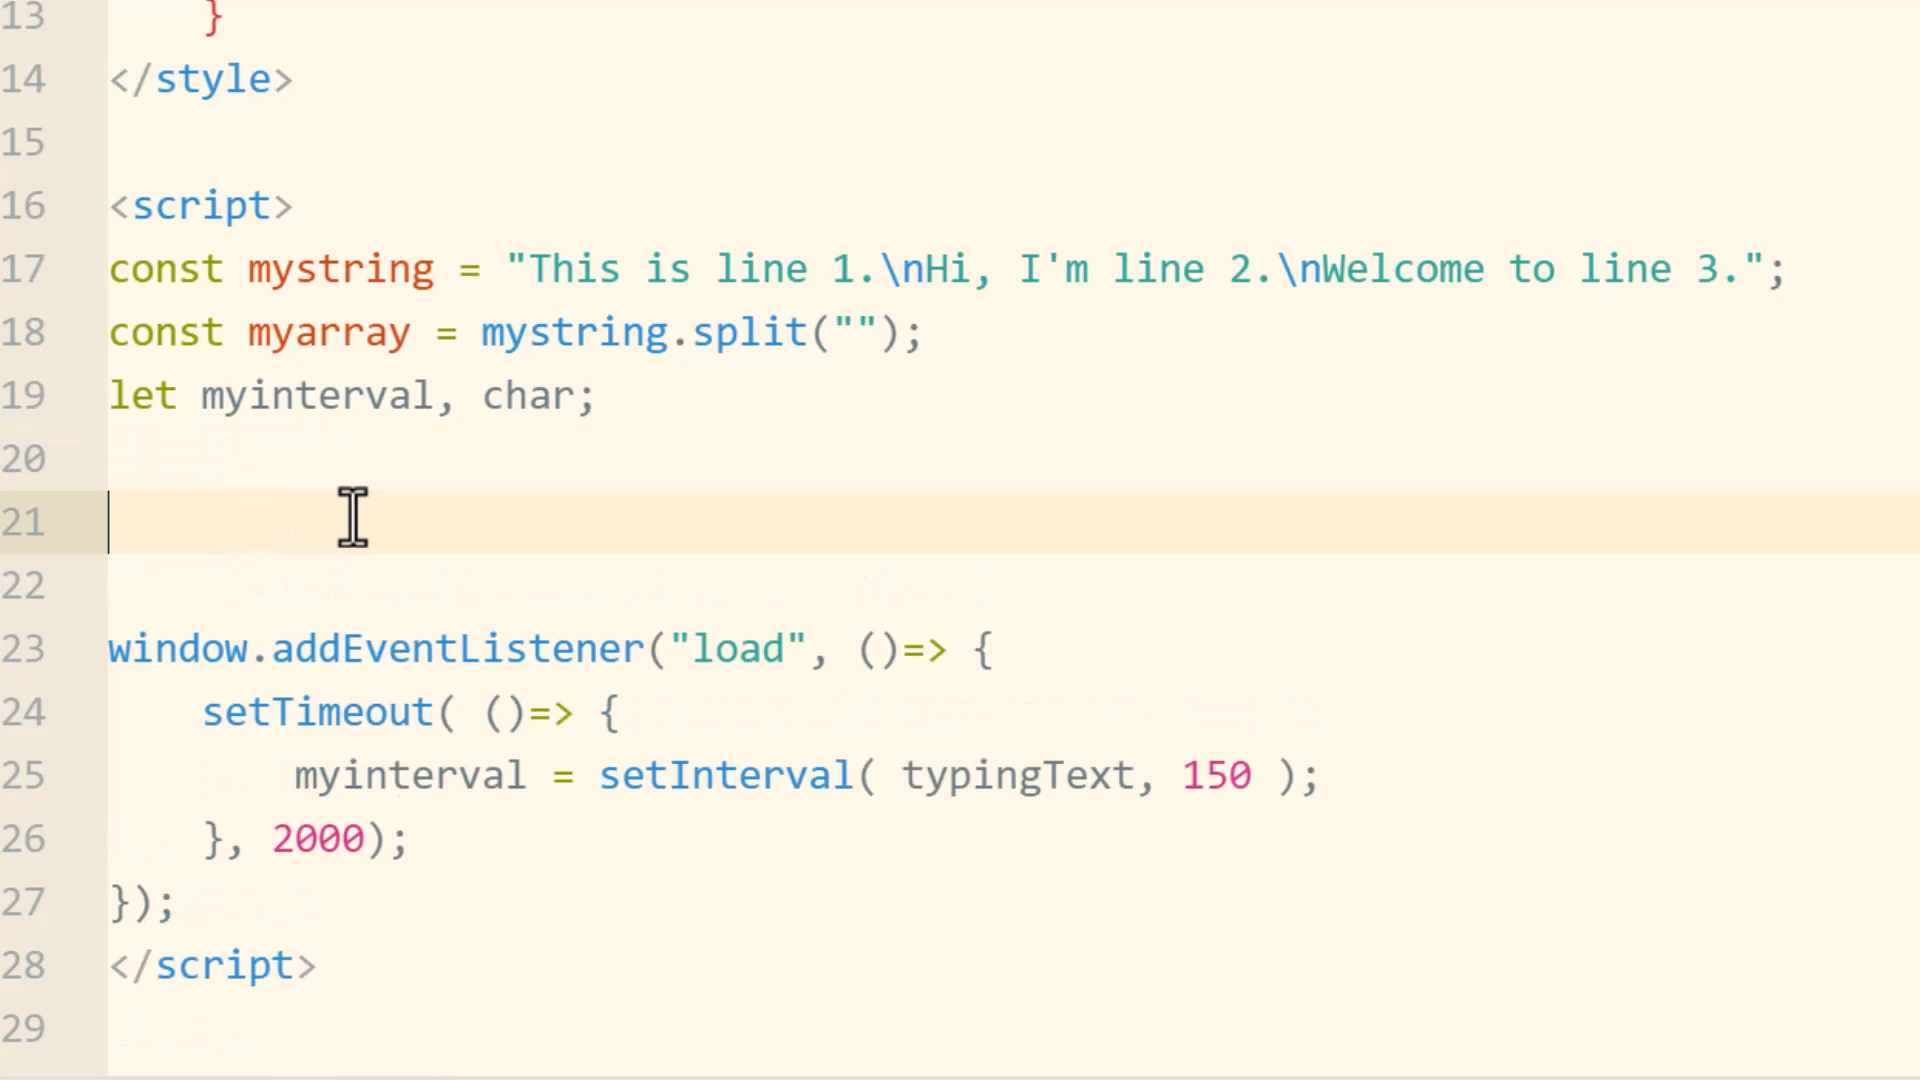 13 }
14 </style>
15
16 <script>
17 const mystring = "This is line 1.\nHi, I'm line 2.\nWelcome to line 3.";
18 const myarray = mystring.split("");
19 let myinterval, char;
20
21
22
23 window.addEventListener("load", ()=> {
24 setTimeout( ()=> {
25 myinterval = setInterval( typingText, 150 );
26 }, 2000);
27 });
28 </script>
29